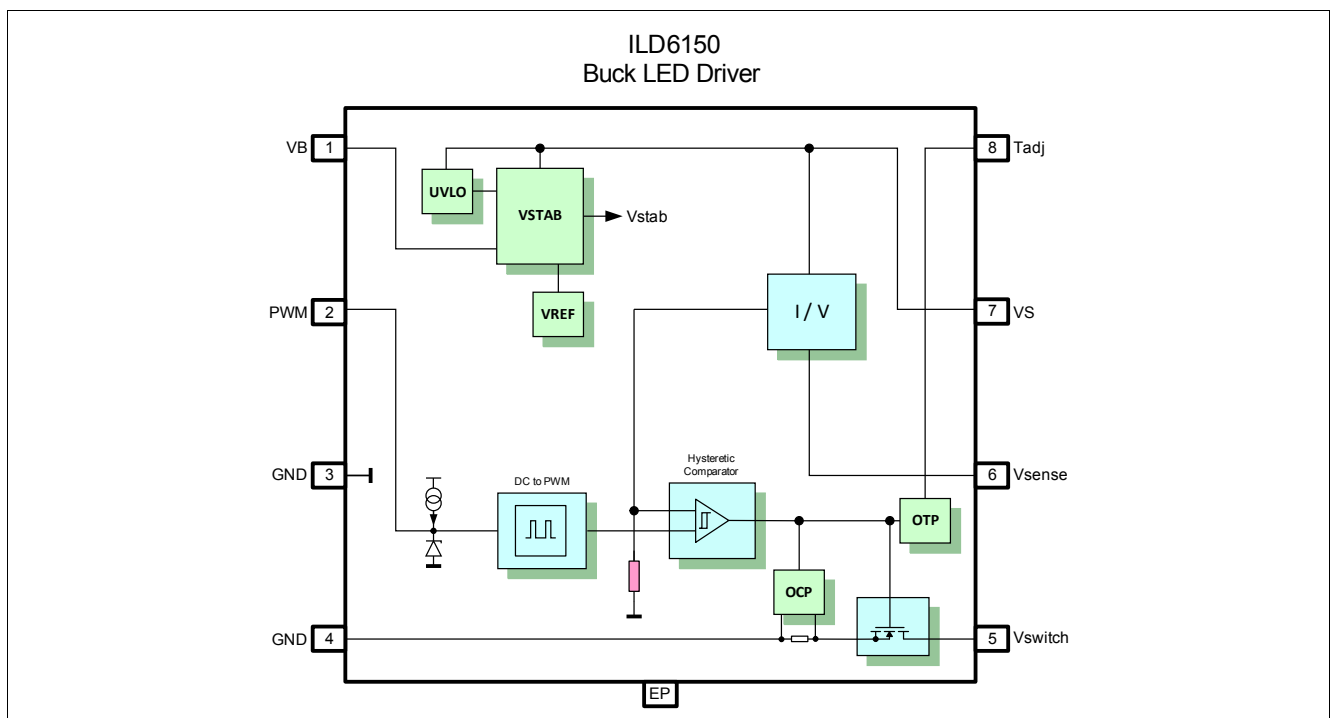 ILD6150
Buck LED Driver
VB 1
8 Tadj
UVLO
VSTAB
Vstab
VREF
I / V
PWM 2
7 VS
GND 3
6 Vsense
DC to PWM
Hysteretic
Comparator
OTP
OCP
GND 4
5 Vswitch
EP